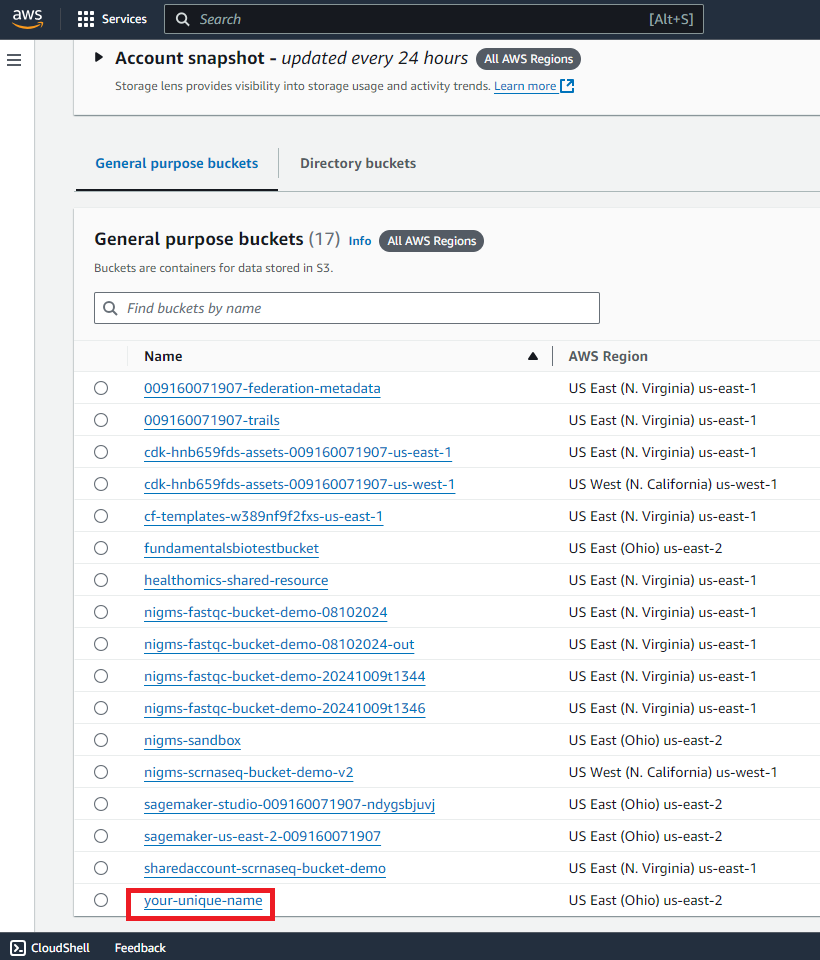 aws Services Search [Alt+S]
Account snapshot - updated every 24 hours All AWS Regions
Storage lens provides visibility into storage usage and activity trends. Learn more
General purpose buckets Directory buckets
General purpose buckets (17) Info All AWS Regions
Buckets are containers for data stored in S3.
Find buckets by name
Name AWS Region
009160071907-federation-metadata US East (N. Virginia) us-east-1
009160071907-trails US East (N. Virginia) us-east-1
cdk-hnb659fds-assets-009160071907-us-east-1 US East (N. Virginia) us-east-1
cdk-hnb659fds-assets-009160071907-us-west-1 US West (N. California) us-west-1
cf-templates-w389nf9f2fxs-us-east-1 US East (N. Virginia) us-east-1
fundamentalsbiotestbucket US East (Ohio) us-east-2
healthomics-shared-resource US East (N. Virginia) us-east-1
nigms-fastqc-bucket-demo-08102024 US East (N. Virginia) us-east-1
nigms-fastqc-bucket-demo-08102024-out US East (N. Virginia) us-east-1
nigms-fastqc-bucket-demo-20241009t1344 US East (N. Virginia) us-east-1
nigms-fastqc-bucket-demo-20241009t1346 US East (N. Virginia) us-east-1
nigms-sandbox US East (Ohio) us-east-2
nigms-scrnaseq-bucket-demo-v2 US West (N. California) us-west-1
sagemaker-studio-009160071907-ndygsbjuvj US East (Ohio) us-east-2
sagemaker-us-east-2-009160071907 US East (Ohio) us-east-2
sharedaccount-scrnaseq-bucket-demo US East (N. Virginia) us-east-1
your-unique-name US East (Ohio) us-east-2
CloudShell Feedback